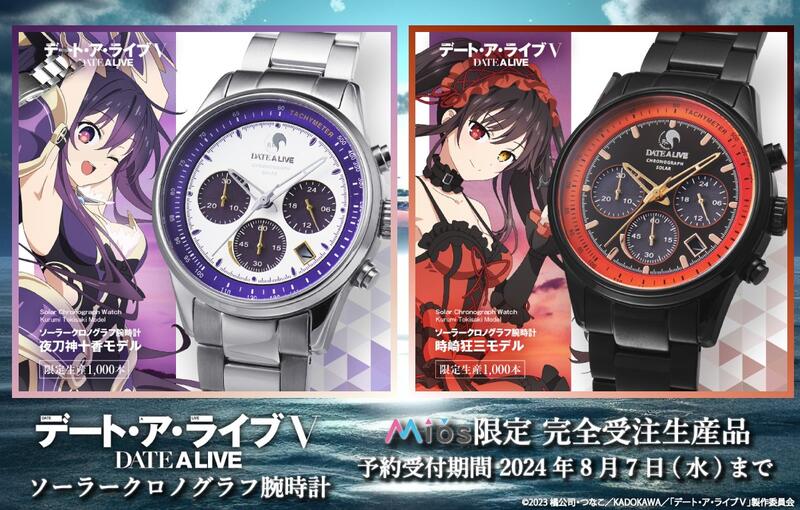 デート・ア・ライブ V
DATE A LIVE
TACHYMETER
DATE A LIVE
CHRONOGRAPH
SOLAR
Solar Chronograph Watch
Kurumi Tokisaki Model
ソーラークロノグラフ腕時計
夜刀神十香モデル
限定生産1,000本
デート・ア・ライブ V
DATE A LIVE
TACHYMETER
DATE A LIVE
CHRONOGRAPH
SOLAR
Solar Chronograph Watch
Kurumi Tokisaki Model
ソーラークロノグラフ腕時計
時崎狂三モデル
限定生産1,000本
デート・ア・ライブ V
DATE A LIVE
ソーラークロノグラフ腕時計
Mios限定 完全受注生産品
予約受付期間 2024年8月7日(水)まで
©2023 橘公司・つなこ/KADOKAWA/「デート・ア・ライブV」製作委員会